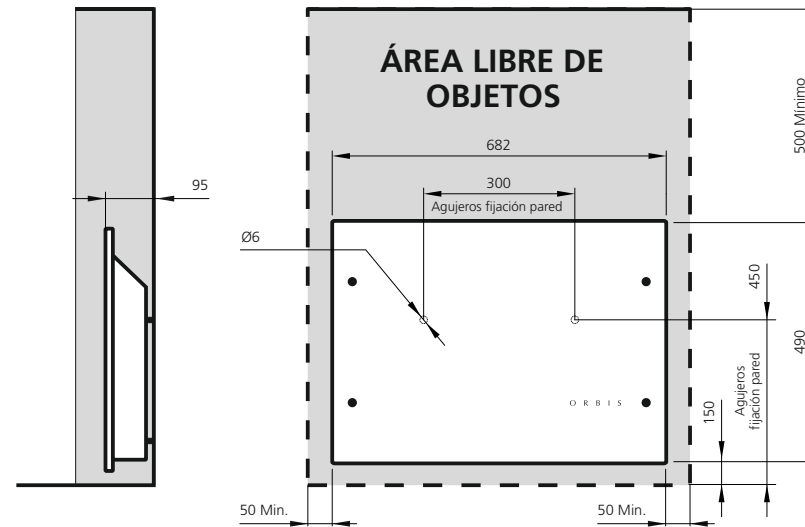 ÁREA LIBRE DE
OBJETOS
682
300
Agujeros fijación pared
95
Ø6
O R B I S
500 Mínimo
450
490
Agujeros
fijación pared
150
50 Min.
50 Min.